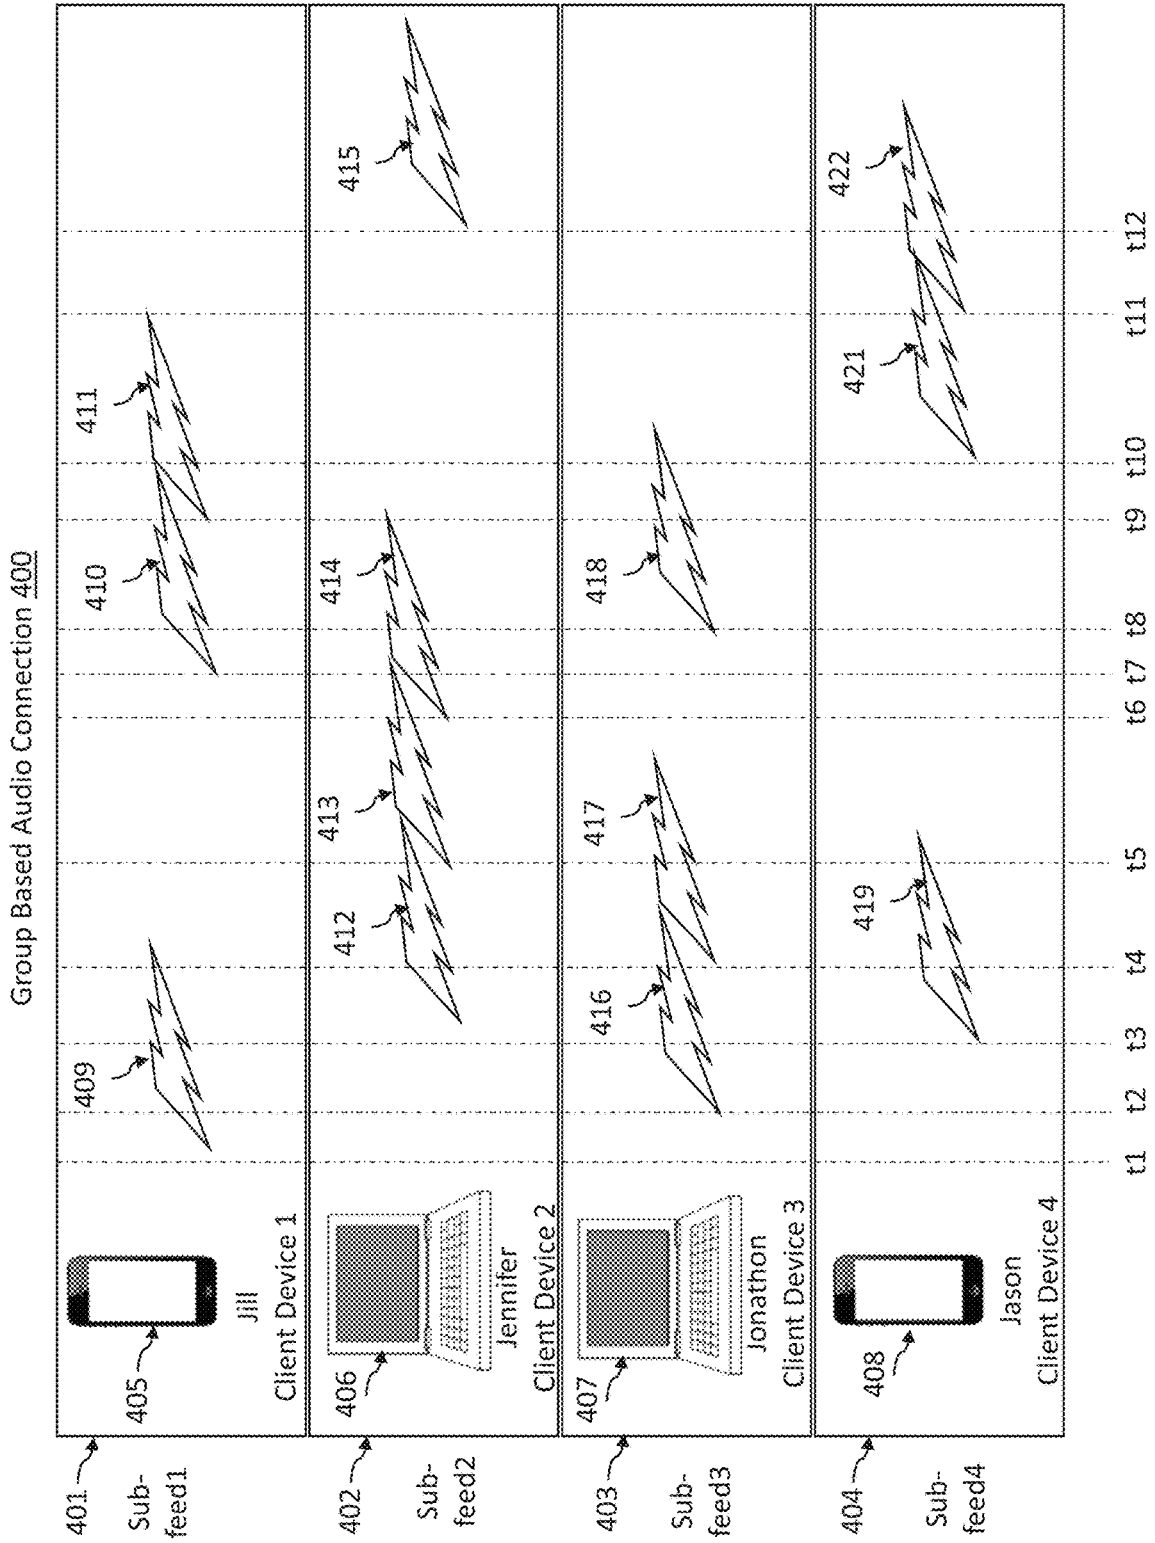 Group Based Audio Connection 400
401
Sub-
feed1
405
Jill
Client Device 1
409
410
411
402
Sub-
feed2
406
Jennifer
Client Device 2
412
413
414
415
403
Sub-
feed3
407
Jonathon
Client Device 3
416
417
418
404
Sub-
feed4
408
Jason
Client Device 4
419
421
422
t1 t2 t3 t4 t5 t6 t7 t8 t9 t10 t11 t12